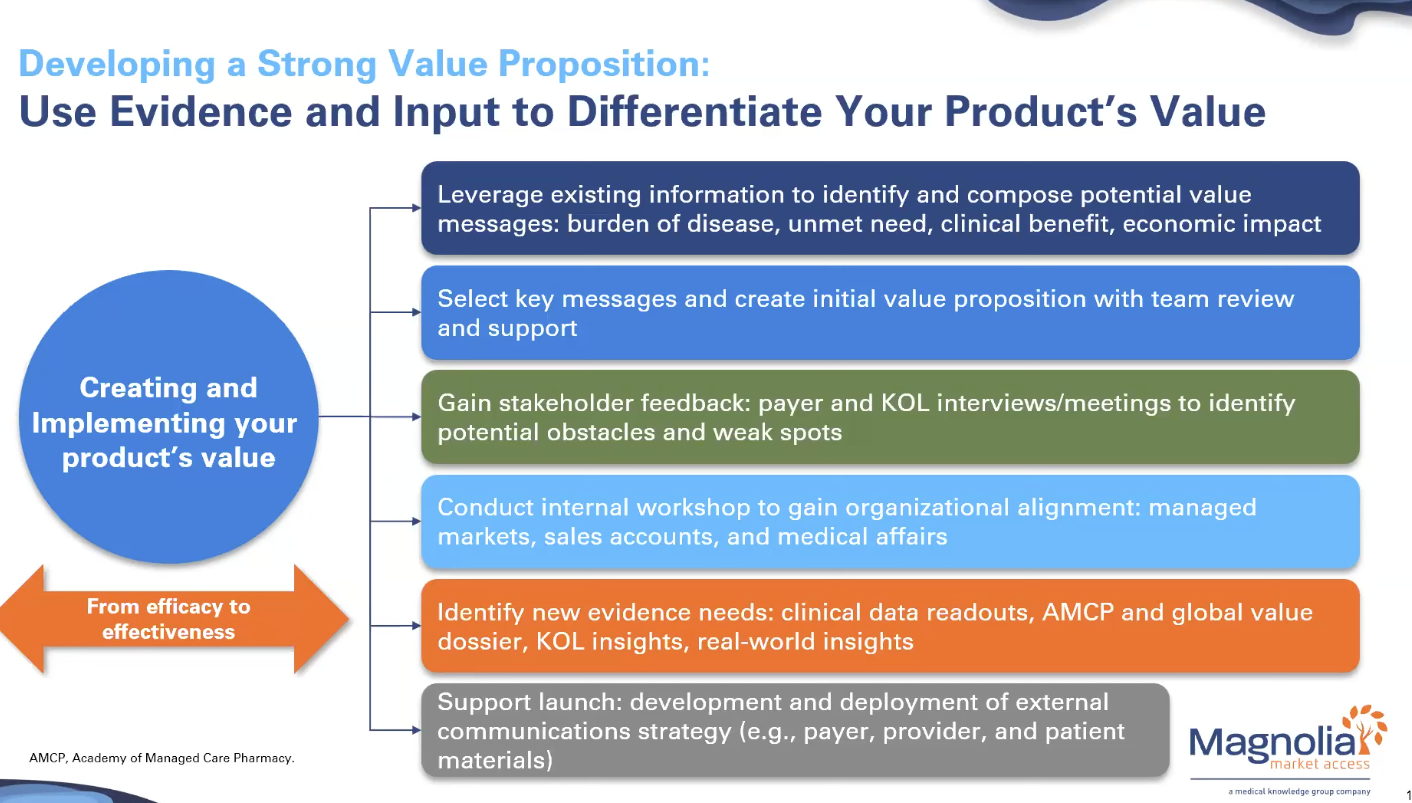 Developing a Strong Value Proposition:
Use Evidence and Input to Differentiate Your Product’s Value
Creating and
Implementing your
product’s value
From efficacy to
effectiveness
Leverage existing information to identify and compose potential value
messages: burden of disease, unmet need, clinical benefit, economic impact
Select key messages and create initial value proposition with team review
and support
Gain stakeholder feedback: payer and KOL interviews/meetings to identify
potential obstacles and weak spots
Conduct internal workshop to gain organizational alignment: managed
markets, sales accounts, and medical affairs
Identify new evidence needs: clinical data readouts, AMCP and global value
dossier, KOL insights, real-world insights
Support launch: development and deployment of external
communications strategy (e.g., payer, provider, and patient
materials)
AMCP, Academy of Managed Care Pharmacy.
Magnolia
market access
a medical knowledge group company